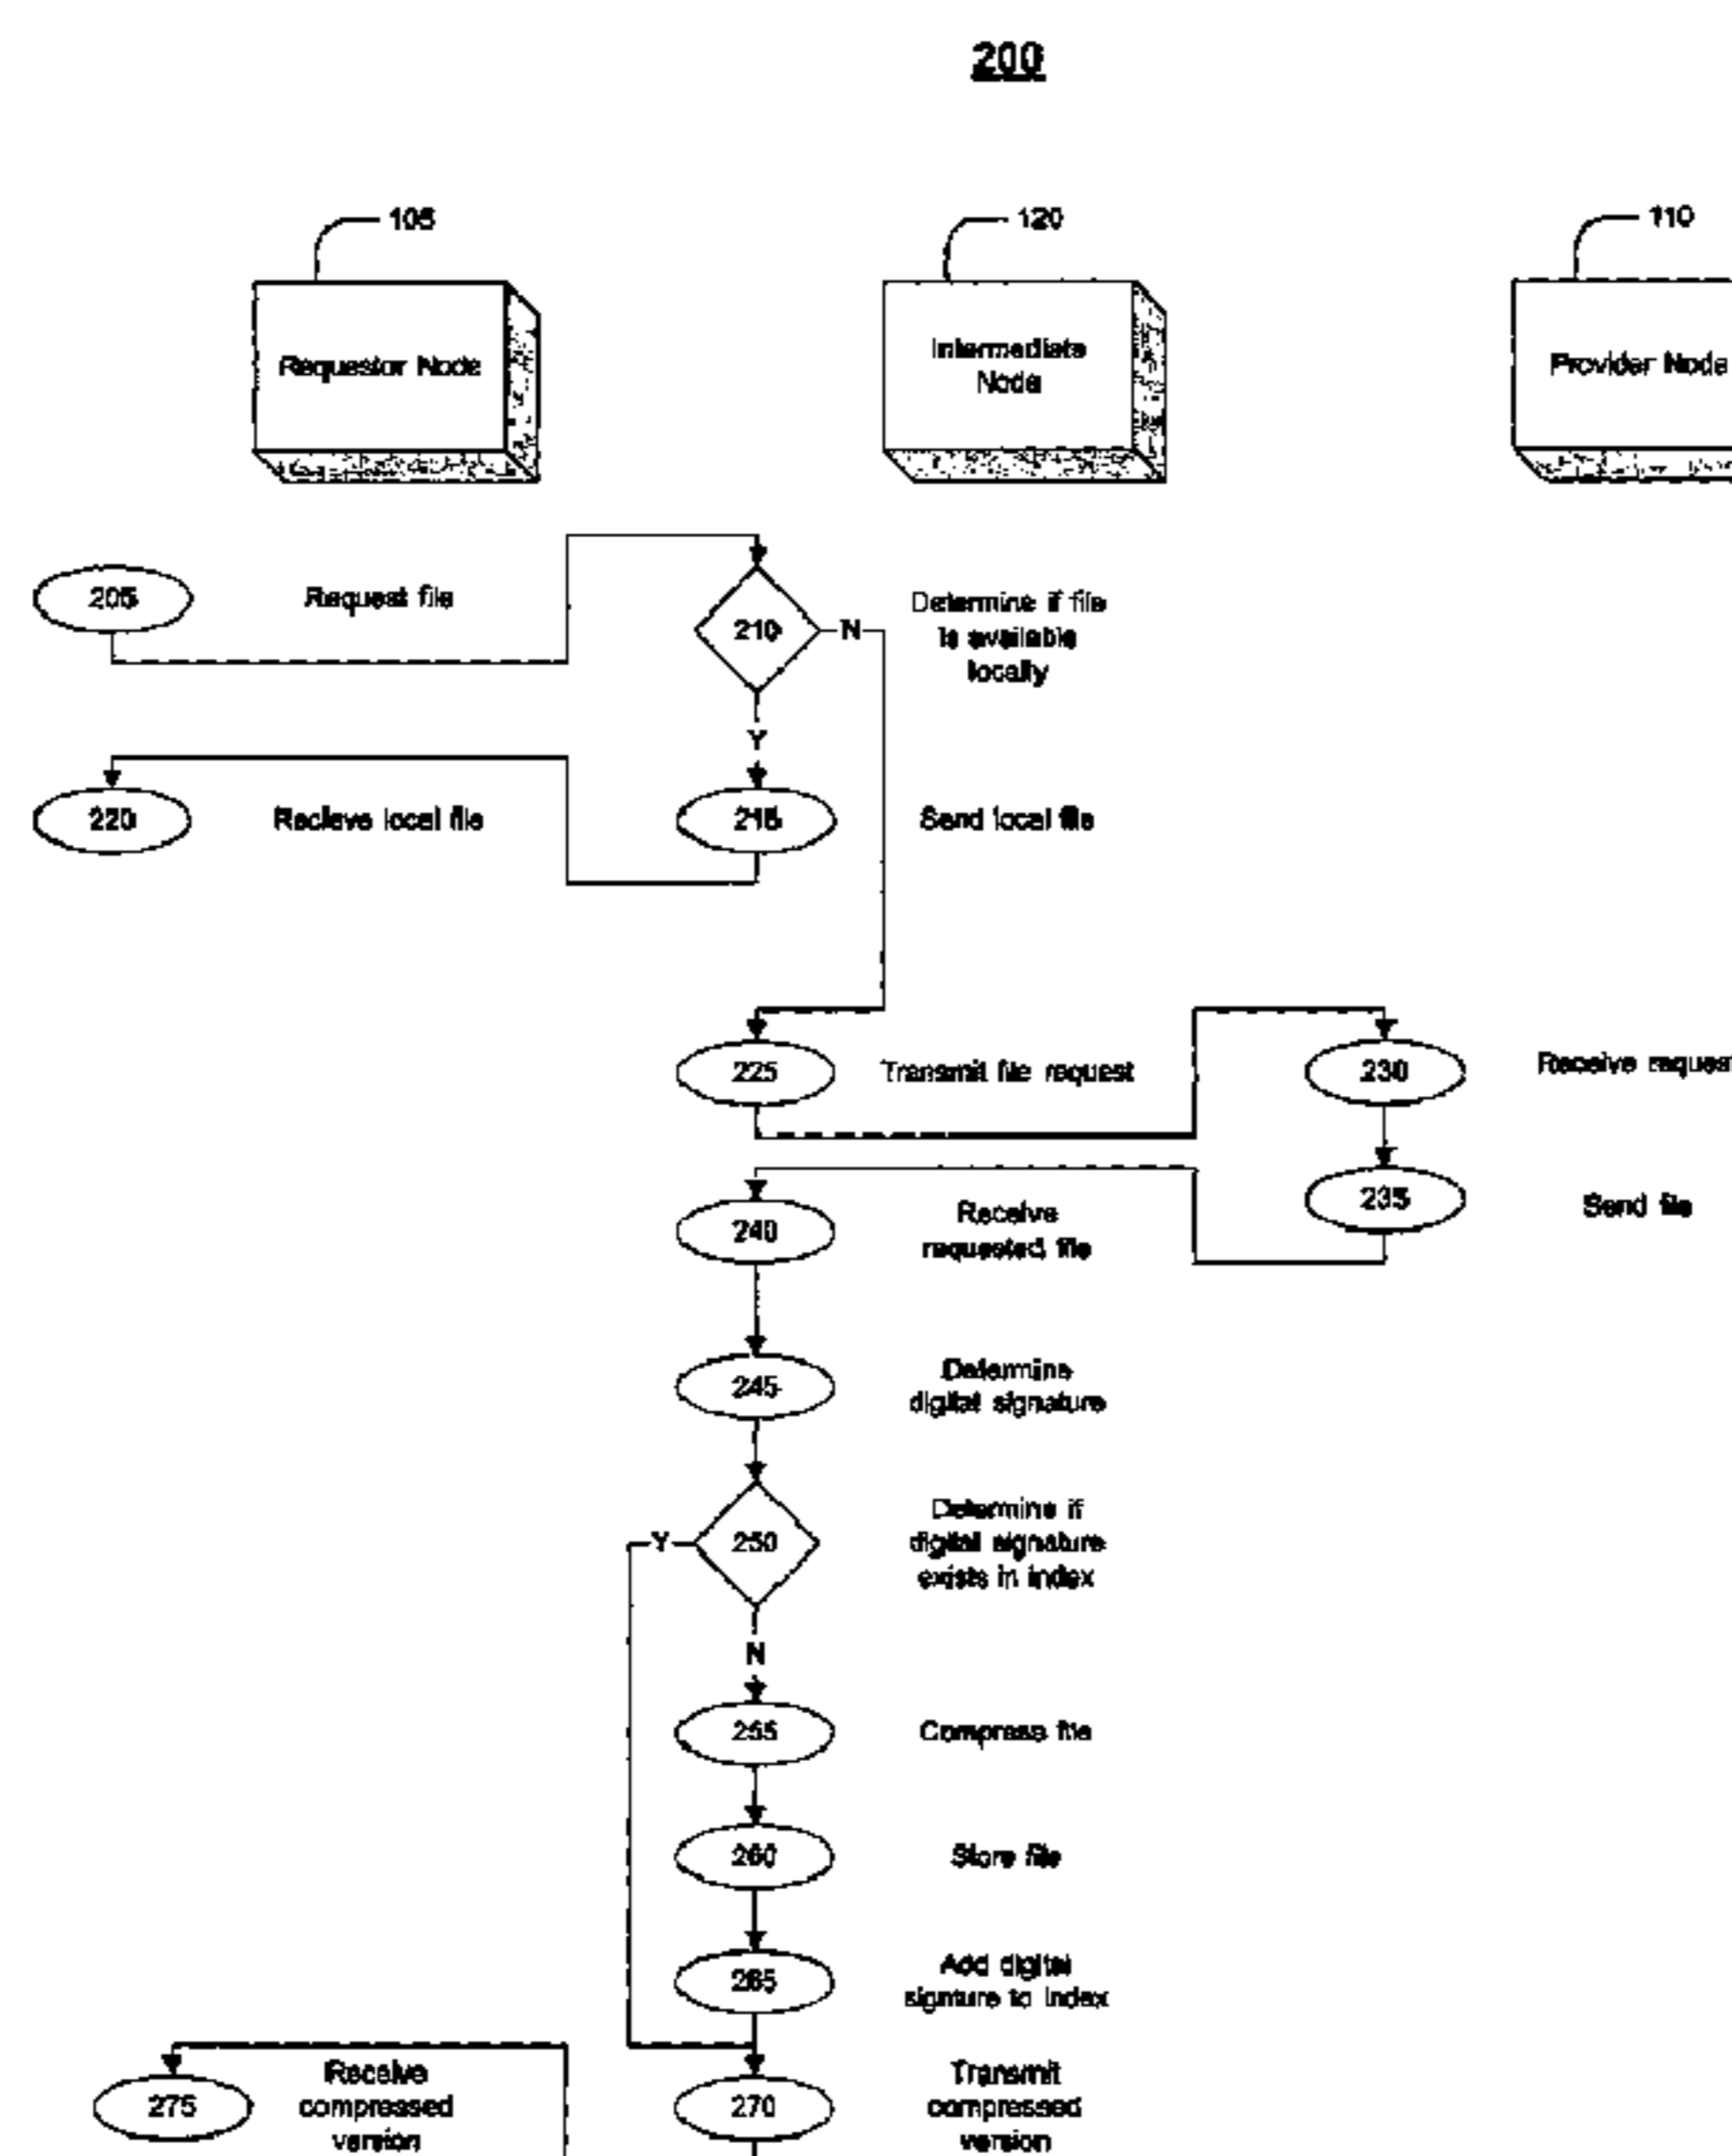 200
105
120
110
Requestor Node
Intermediate
Node
Provider Node
205
Request file
210
N
Determine if file
is available
locally
Y
220
Recieve local file
215
Send local file
225
Transmit file request
230
Receive request
235
Send file
240
Receive
requested file
245
Determine
digital signature
Y
250
Determine if
digital signature
exists in index
N
255
Compress file
260
Store file
265
Add digital
signture to index
275
Receive
compressed
version
270
Transmit
compressed
version